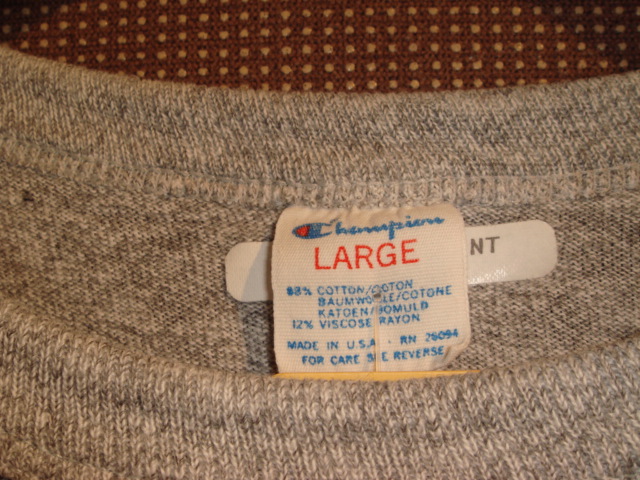 Champion
LARGE
NT
88% COTTON/COTON
BAUMWOLLE/COTONE
KATOEN/BOMULD
12% VISCOSE RAYON
MADE IN U.S.A. RN 26094
FOR CARE SEE REVERSE